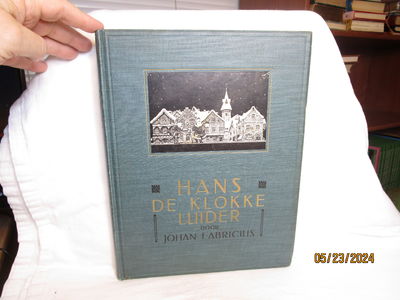 HANS
DE KLOKKE
LUIDER
DOOR
JOHAN FABRICIUS
05/23/2024